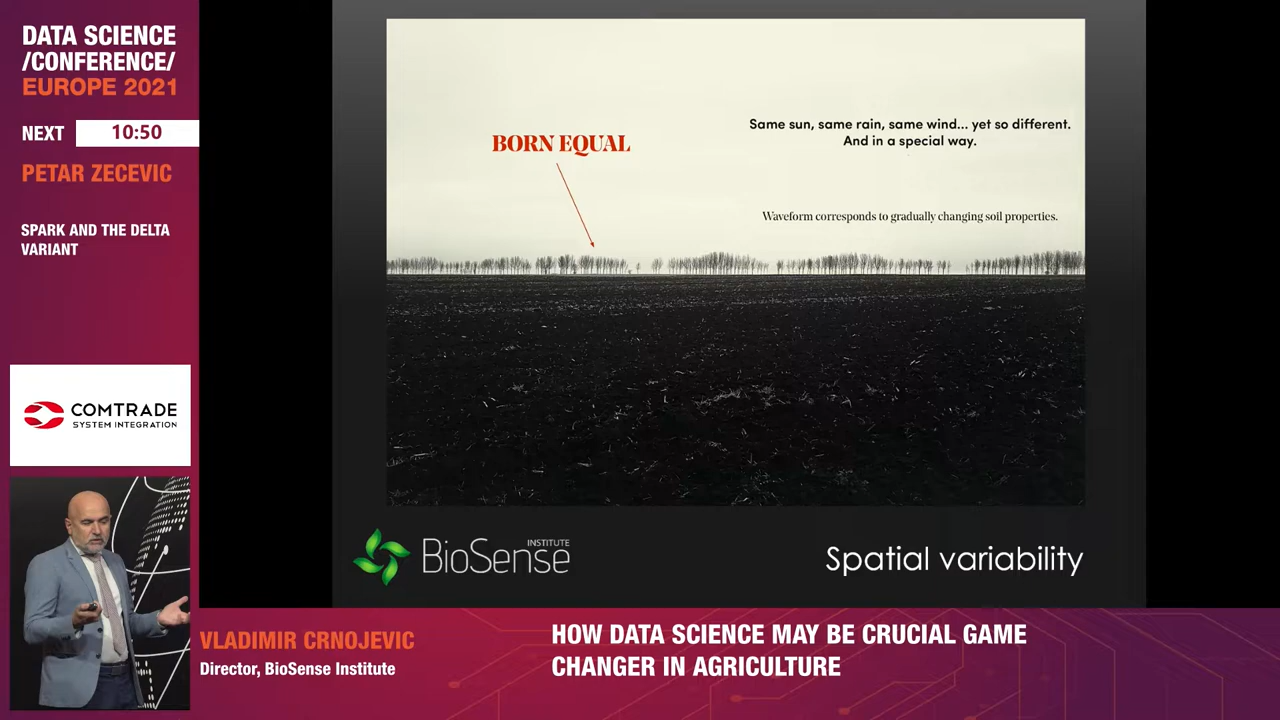 DATA SCIENCE
/CONFERENCE/
EUROPE 2021
NEXT 10:50
PETAR ZECEVIC
SPARK AND THE DELTA
VARIANT
COMTRADE
SYSTEM INTEGRATION
BORN EQUAL
Same sun, same rain, same wind... yet so different.
And in a special way.
Waveform corresponds to gradually changing soil properties.
BioSense INSTITUTE
Spatial variability
VLADIMIR CRNOJEVIC
Director, BioSense Institute
HOW DATA SCIENCE MAY BE CRUCIAL GAME
CHANGER IN AGRICULTURE